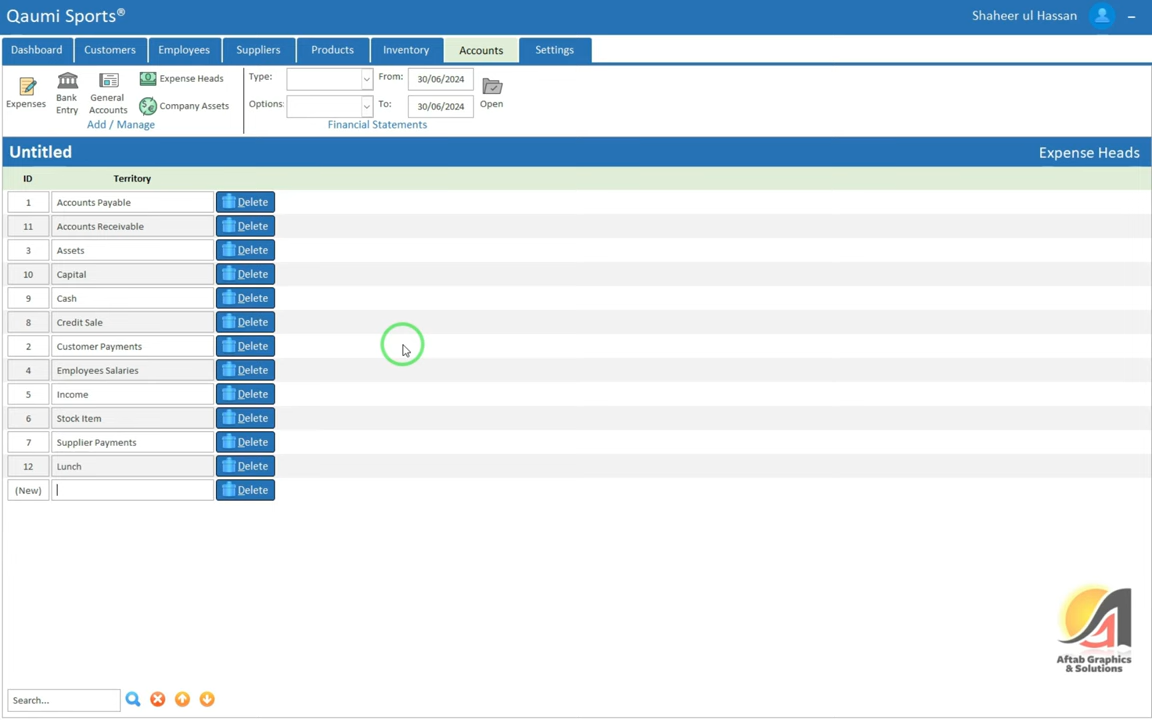 Qaumi Sports®
Shaheer ul Hassan
Dashboard Customers Employees Suppliers Products Inventory Accounts Settings
Expenses
Bank Entry
General Accounts
Expense Heads
Company Assets
Add / Manage
Type: From: 30/06/2024
Options: To: 30/06/2024
Open
Financial Statements
Untitled Expense Heads
ID Territory
1 Accounts Payable Delete
11 Accounts Receivable Delete
3 Assets Delete
10 Capital Delete
9 Cash Delete
8 Credit Sale Delete
2 Customer Payments Delete
4 Employees Salaries Delete
5 Income Delete
6 Stock Item Delete
7 Supplier Payments Delete
12 Lunch Delete
(New) Delete
Aftab Graphics
& Solutions
Search...